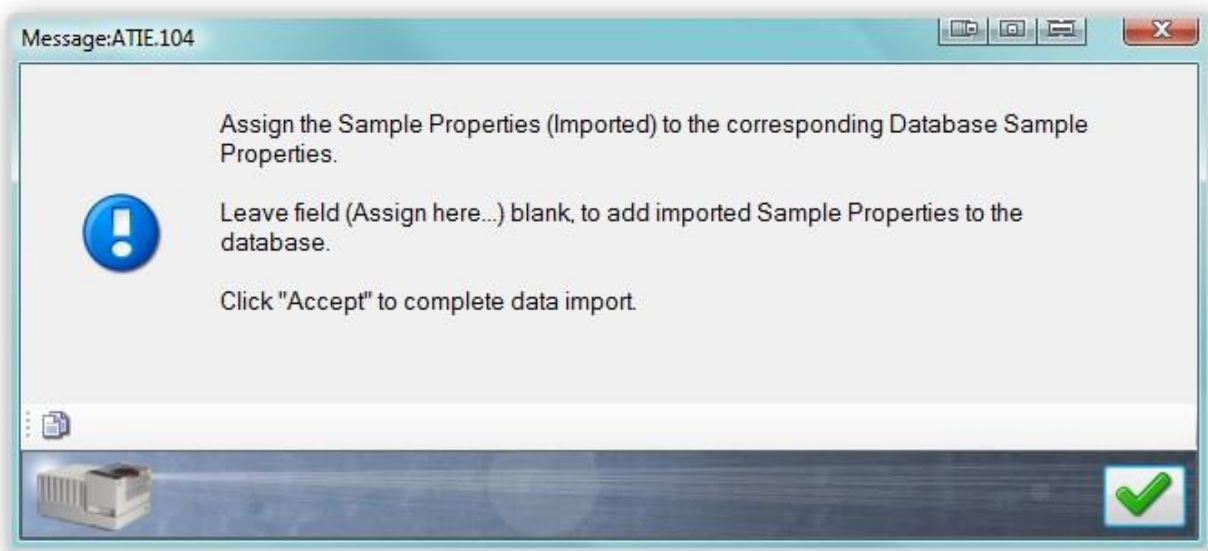 Message:ATIE.104
Assign the Sample Properties (Imported) to the corresponding Database Sample
Properties.
Leave field (Assign here...) blank, to add imported Sample Properties to the
database.
Click "Accept" to complete data import.